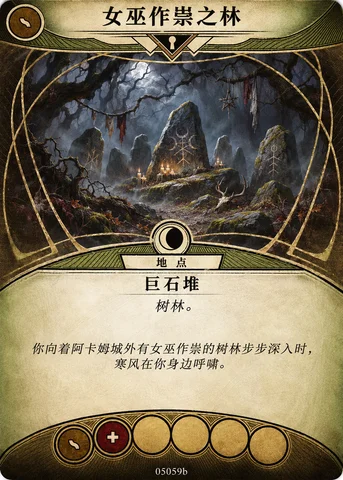 女巫作祟之林
地点
巨石堆
树林。
你向着阿卡姆城外有女巫作祟的树林步步深入时，
寒风在你身边呼啸。
05059b